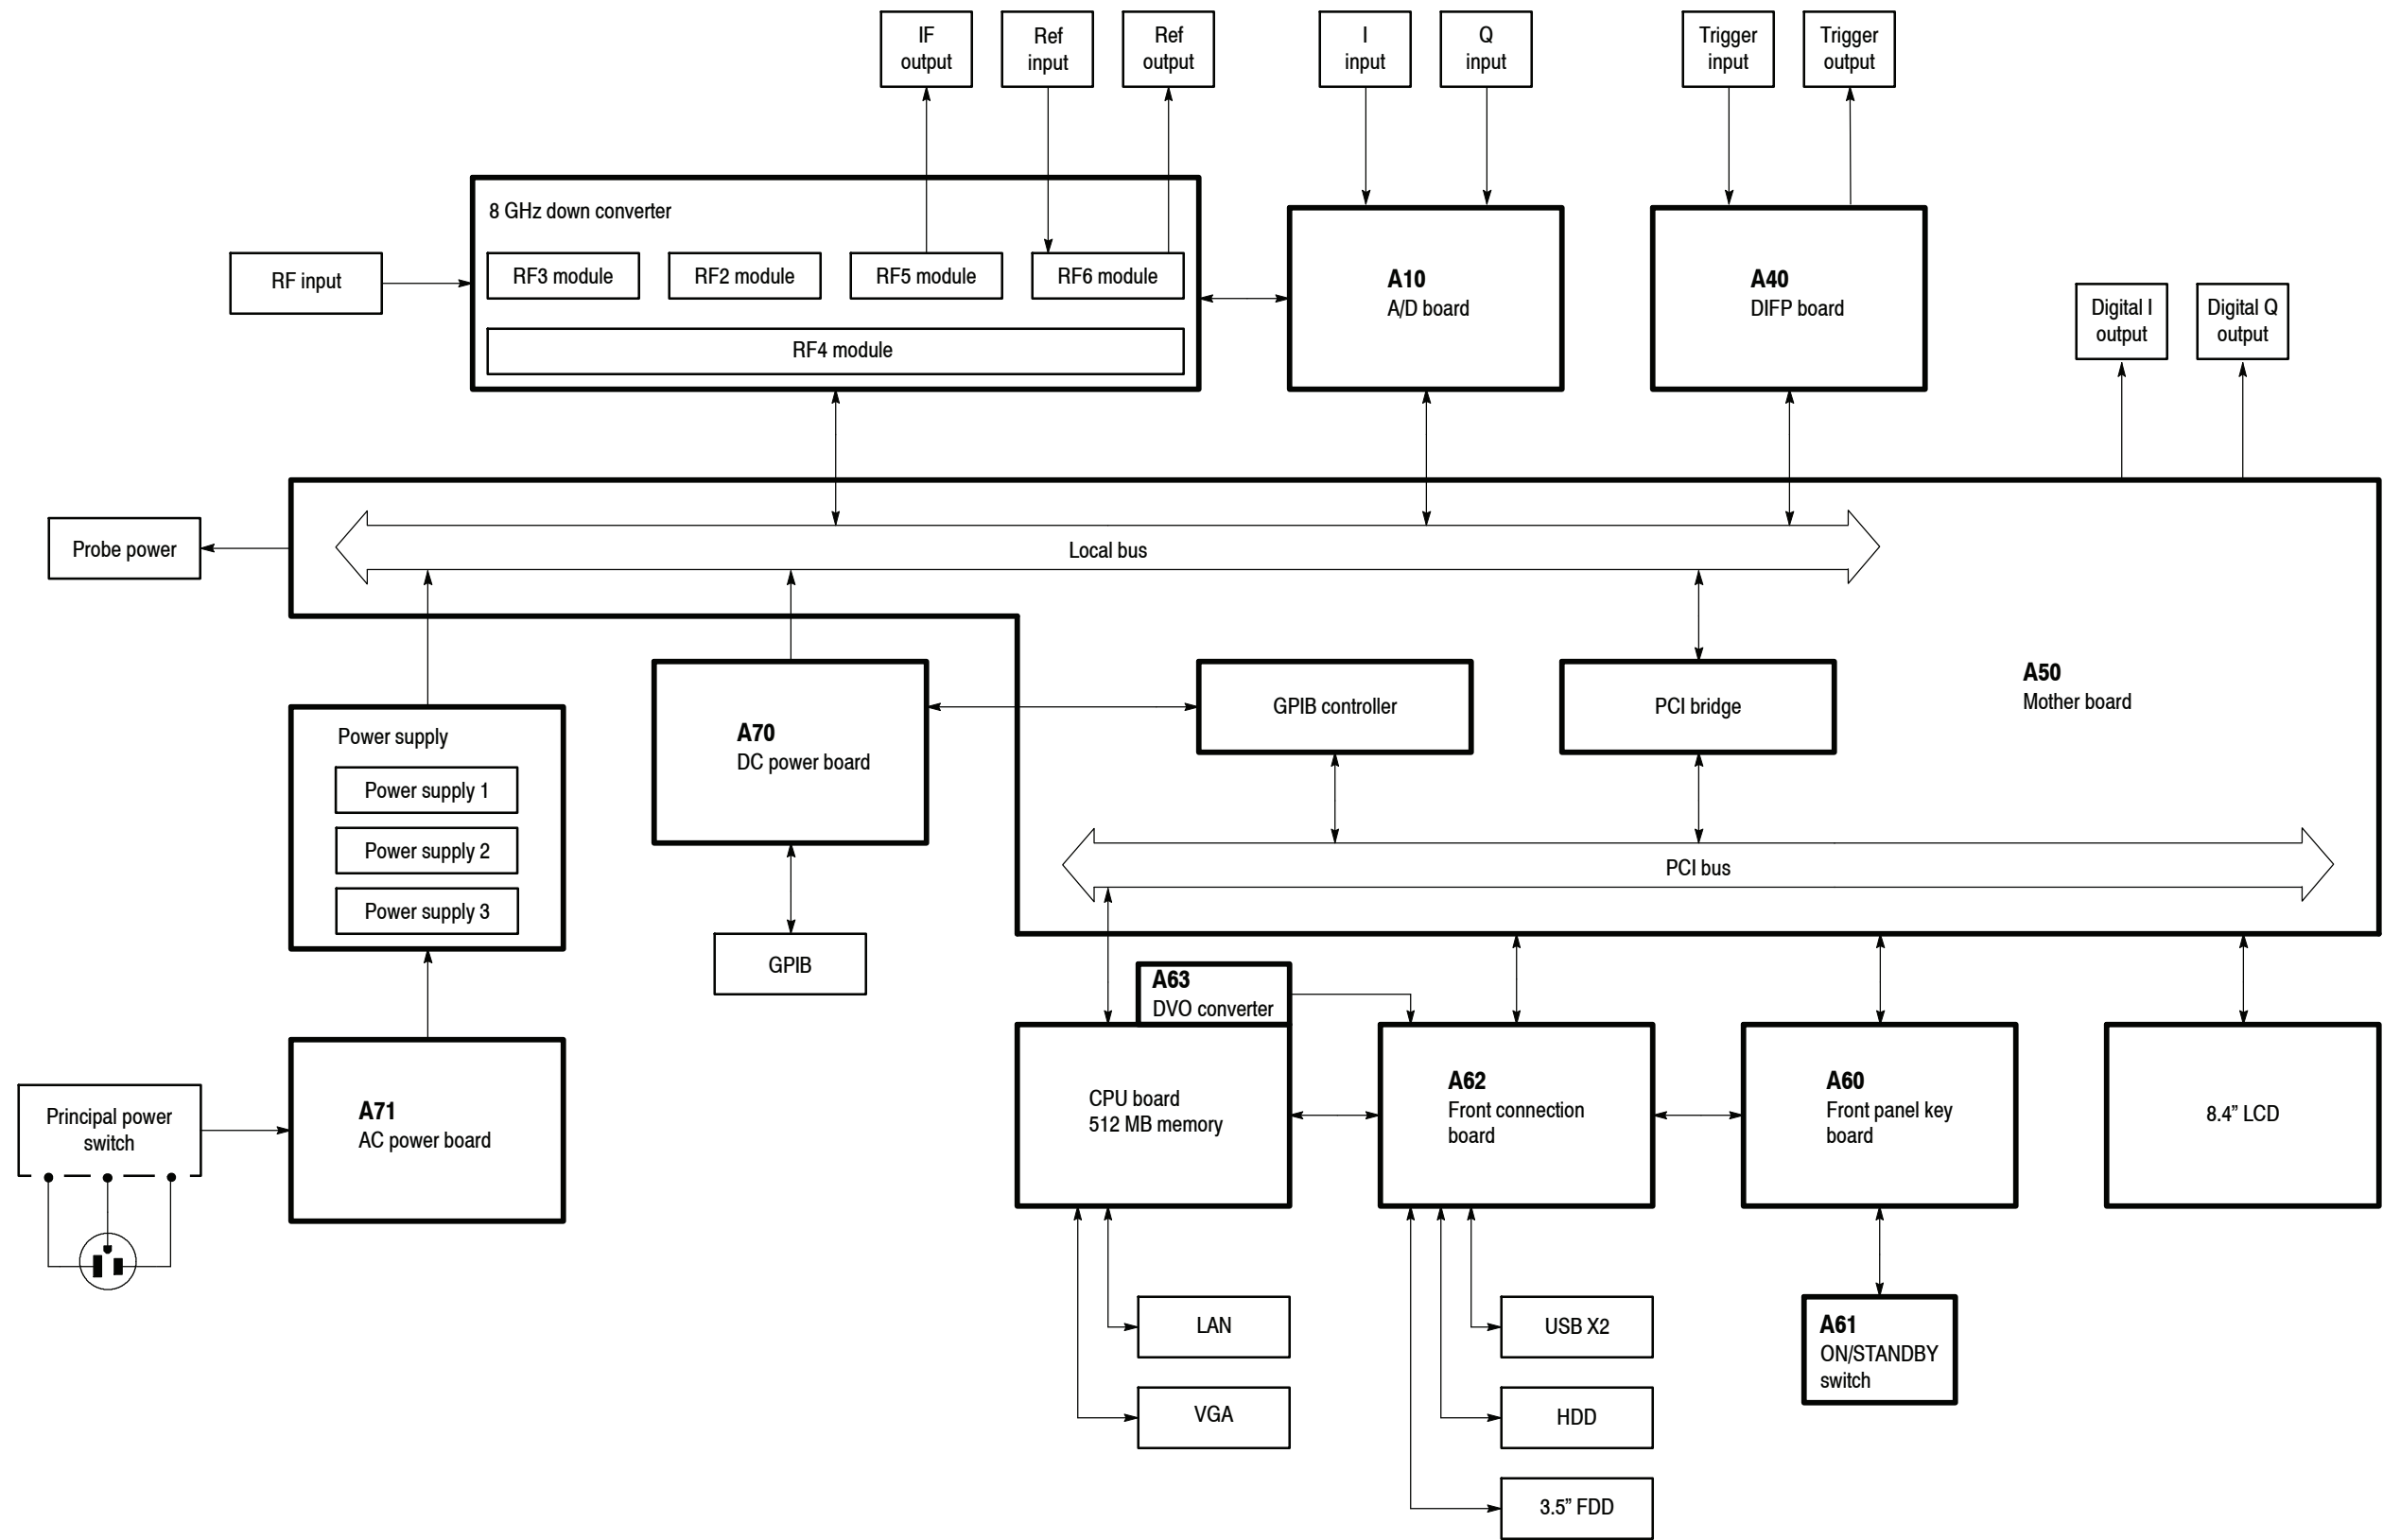 IF
output
Ref
input
Ref
output
I
input
Q
input
Trigger
input
Trigger
output
8 GHz down converter
RF input
RF3 module
RF2 module
RF5 module
RF6 module
RF4 module
A10
A/D board
A40
DIFP board
Digital I
output
Digital Q
output
Probe power
Local bus
A50
Mother board
GPIB controller
PCI bridge
A70
DC power board
Power supply
Power supply 1
Power supply 2
Power supply 3
PCI bus
GPIB
A63
DVO converter
Principal power
switch
A71
AC power board
CPU board
512 MB memory
A62
Front connection
board
A60
Front panel key
board
8.4” LCD
LAN
VGA
USB X2
HDD
3.5” FDD
A61
ON/STANDBY
switch